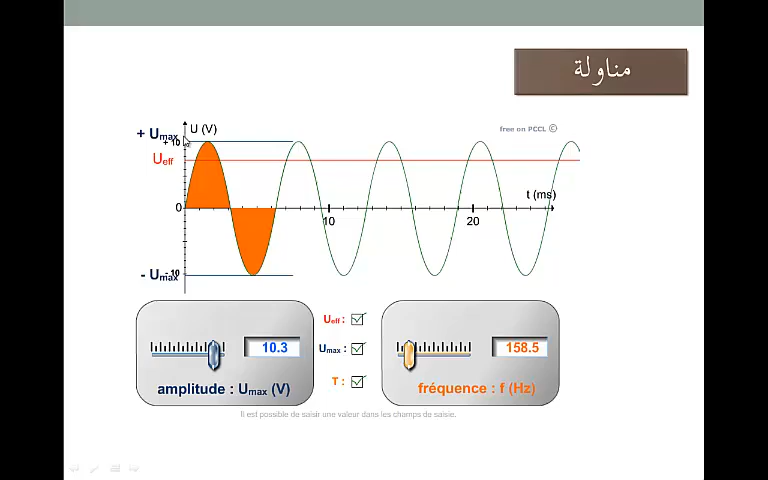 مناولة
U (V)
free on PCCL ©
+ Umax
+ 10
Ueff
t (ms)
0
10
20
- Umax
- 10
Ueff :
10.3
Umax :
158.5
T :
amplitude : Umax (V)
fréquence : f (Hz)
Il est possible de saisir une valeur dans les champs de saisie.